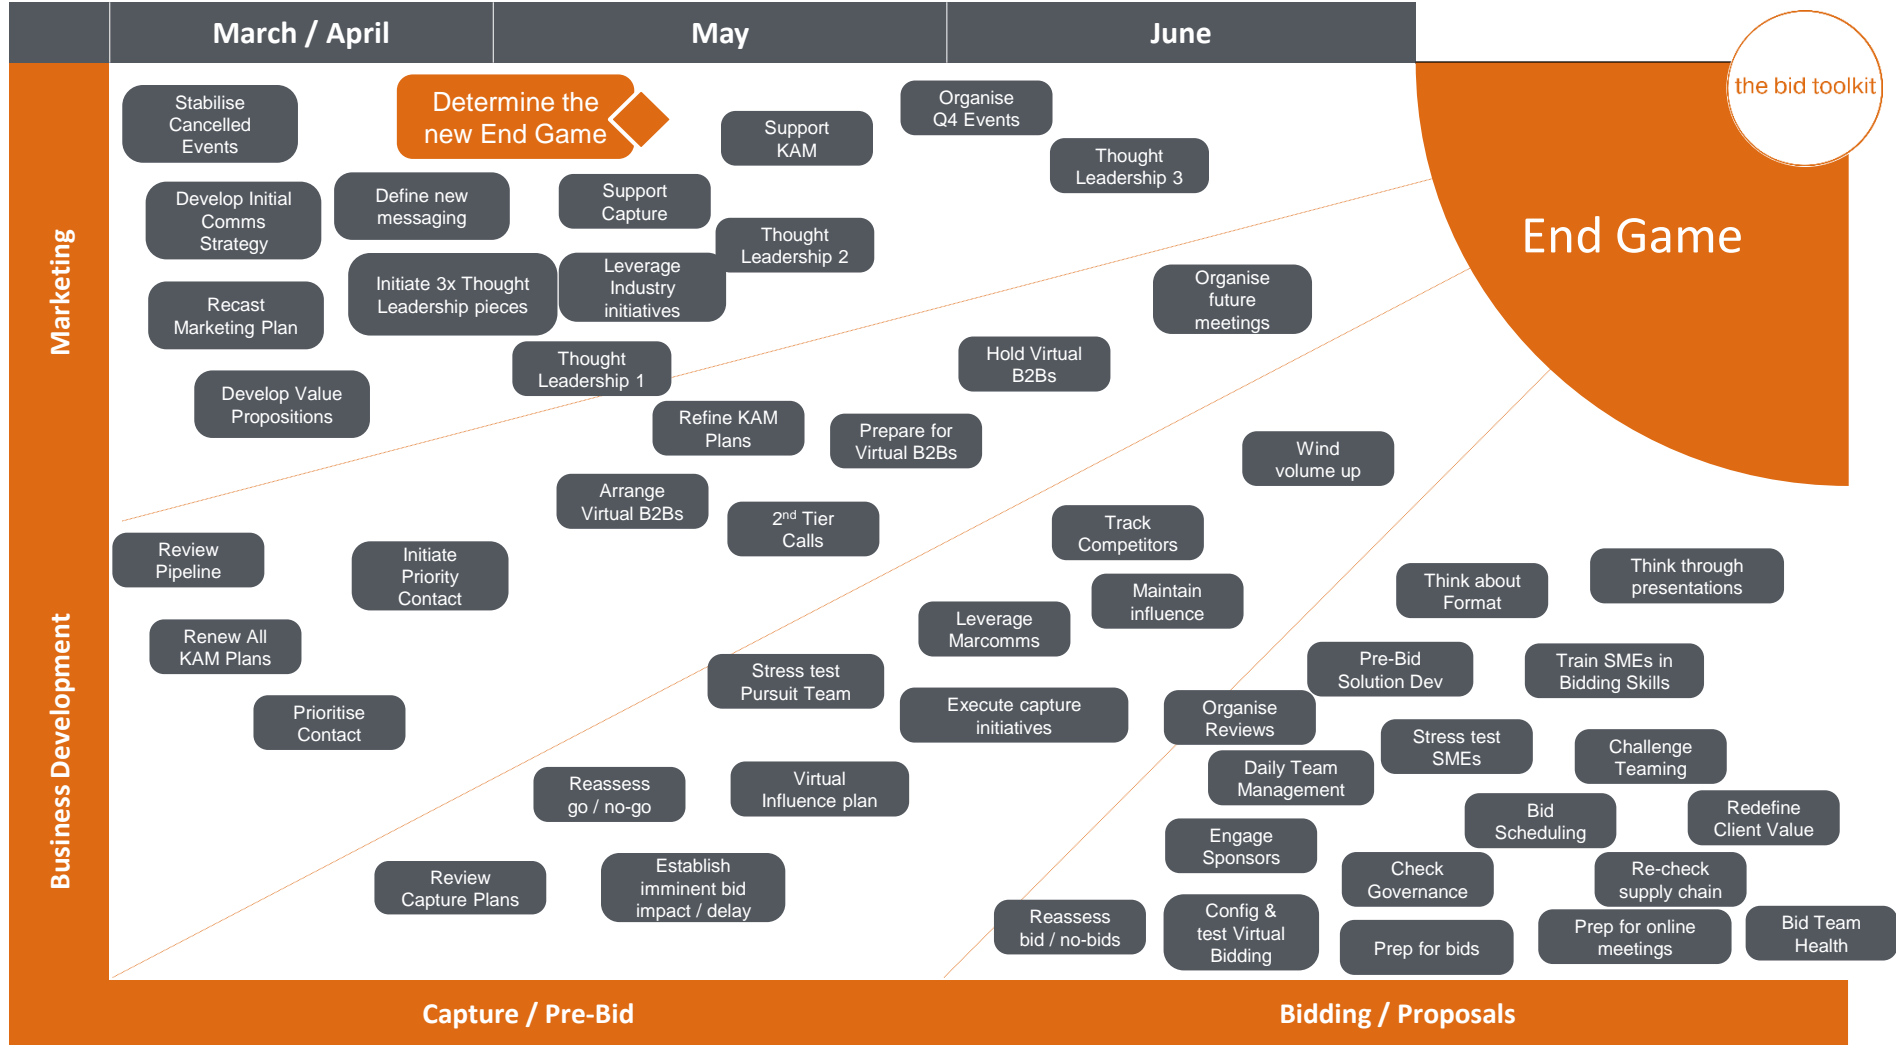 March / April
May
June
the bid toolkit
End Game
Marketing
Business Development
Capture / Pre-Bid
Bidding / Proposals
Stabilise
Cancelled
Events
Determine the
new End Game
Support
KAM
Organise
Q4 Events
Thought
Leadership 3
Develop Initial
Comms
Strategy
Define new
messaging
Support
Capture
Thought
Leadership 2
Recast
Marketing Plan
Initiate 3x Thought
Leadership pieces
Leverage
Industry
initiatives
Develop Value
Propositions
Thought
Leadership 1
Organise
future
meetings
Hold Virtual
B2Bs
Refine KAM
Plans
Prepare for
Virtual B2Bs
Arrange
Virtual B2Bs
2nd Tier
Calls
Review
Pipeline
Initiate
Priority
Contact
Renew All
KAM Plans
Prioritise
Contact
Wind
volume up
Track
Competitors
Maintain
influence
Leverage
Marcomms
Stress test
Pursuit Team
Execute capture
initiatives
Reassess
go / no-go
Virtual
Influence plan
Review
Capture Plans
Establish
imminent bid
impact / delay
Think about
Format
Think through
presentations
Pre-Bid
Solution Dev
Train SMEs in
Bidding Skills
Organise
Reviews
Stress test
SMEs
Challenge
Teaming
Daily Team
Management
Bid
Scheduling
Redefine
Client Value
Engage
Sponsors
Check
Governance
Re-check
supply chain
Reassess
bid / no-bids
Config &
test Virtual
Bidding
Prep for bids
Prep for online
meetings
Bid Team
Health